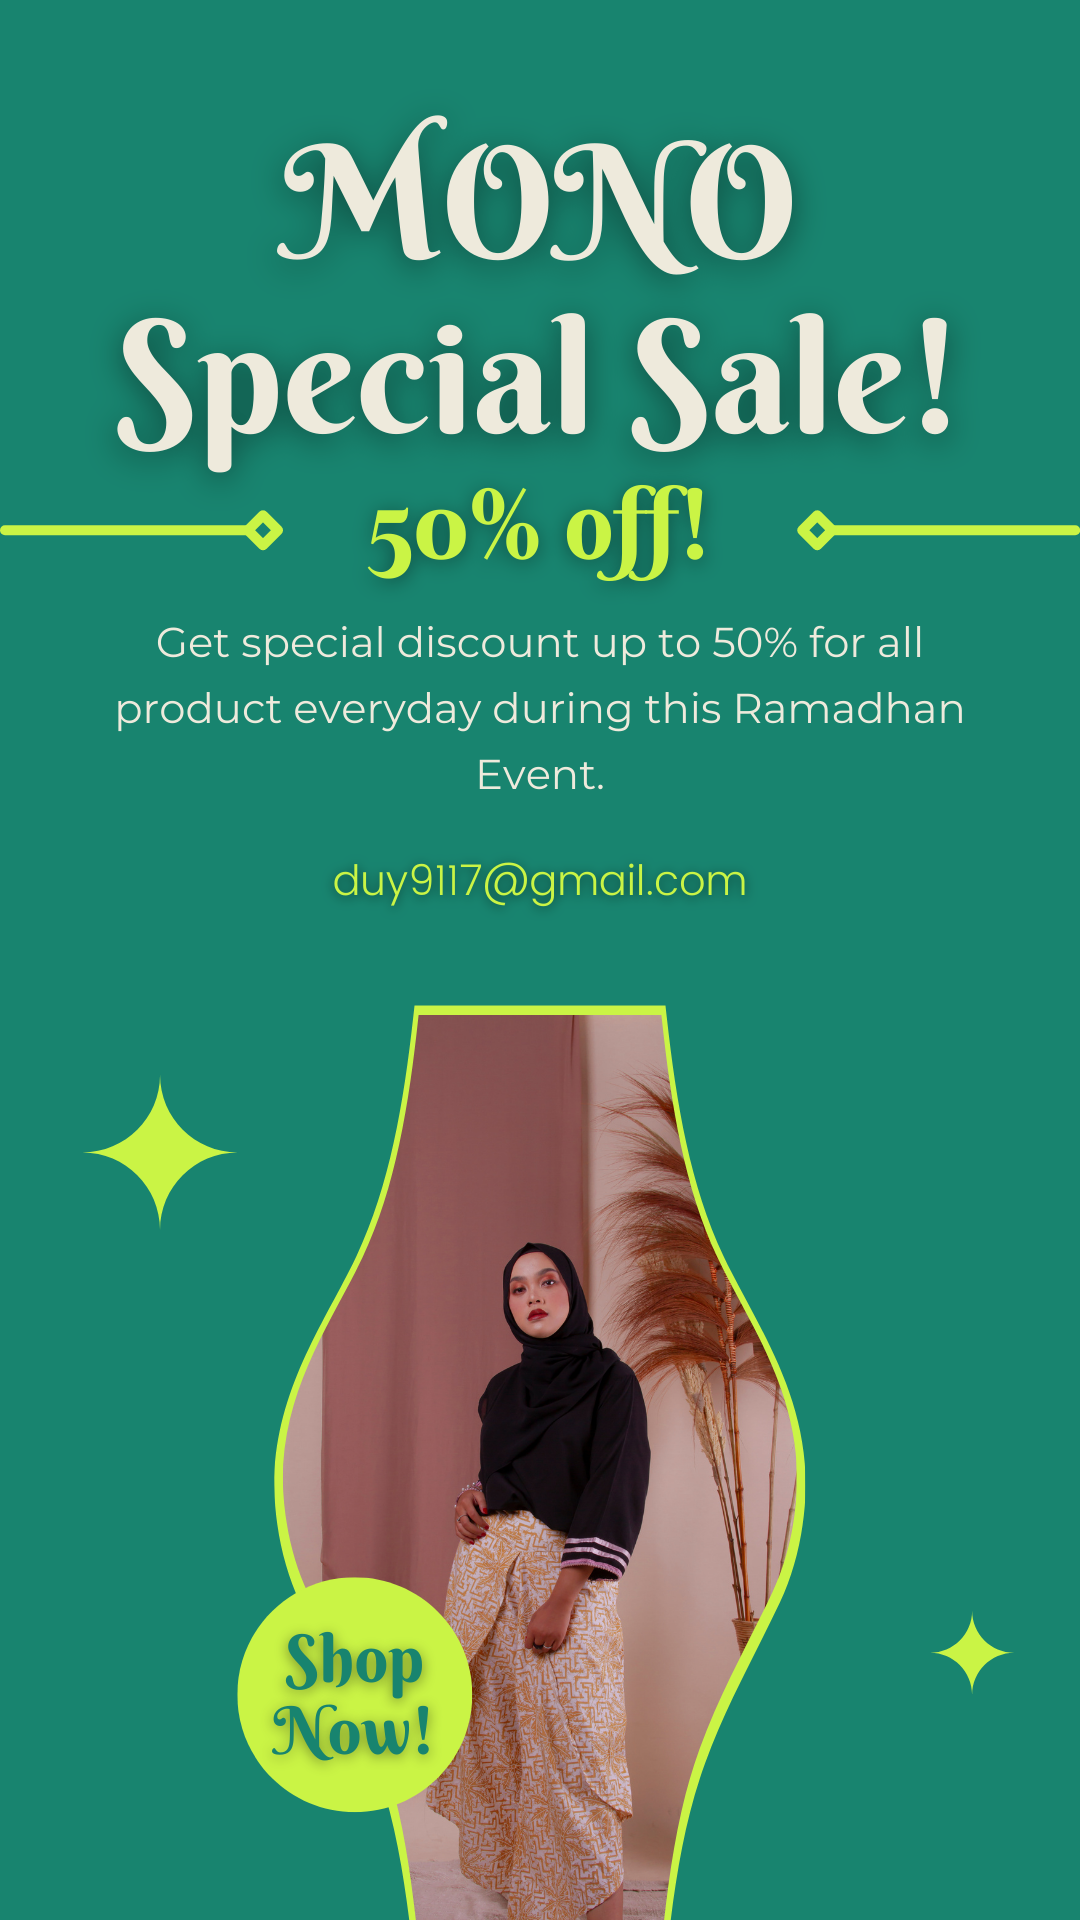 MONO
Special Sale!
50% off!
Get special discount up to 50% for all
product everyday during this Ramadhan
Event.
duy9117@gmail.com
Shop
Now!